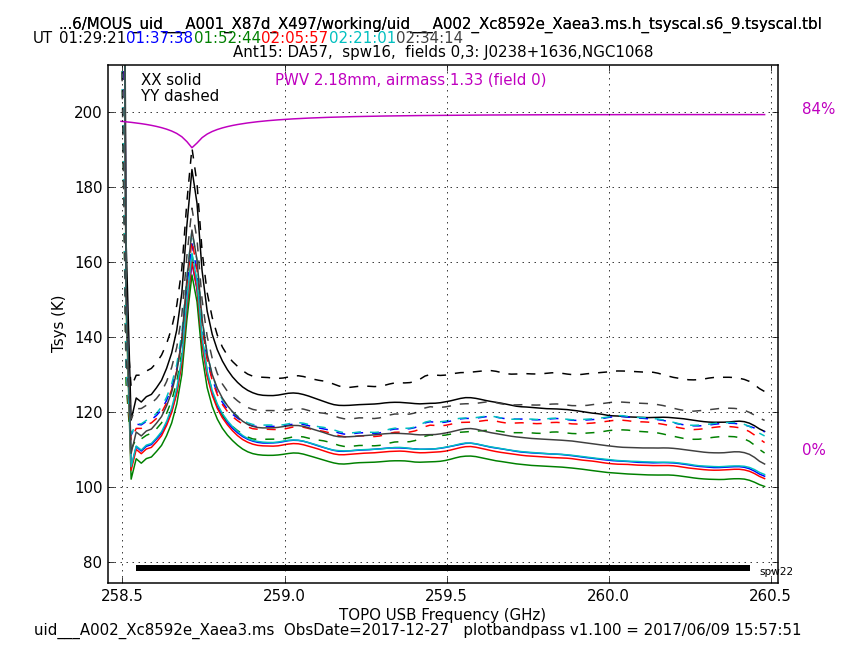 ...6/MOUS_uid___A001_X87d_X497/working/uid___A002_Xc8592e_Xaea3.ms.h_tsyscal.s6_9.tsyscal.tbl
UT 01:29:21 01:37:38 01:52:44 02:05:57 02:21:01 02:34:14
Ant15: DA57,  spw16,  fields 0,3: J0238+1636,NGC1068
XX solid PWV 2.18mm, airmass 1.33 (field 0)
YY dashed
84%
200
180
160
140
120
100
80
Tsys (K)
0%
spw22
258.5 259.0 259.5 260.0 260.5
TOPO USB Frequency (GHz)
uid___A002_Xc8592e_Xaea3.ms  ObsDate=2017-12-27  plotbandpass v1.100 = 2017/06/09 15:57:51